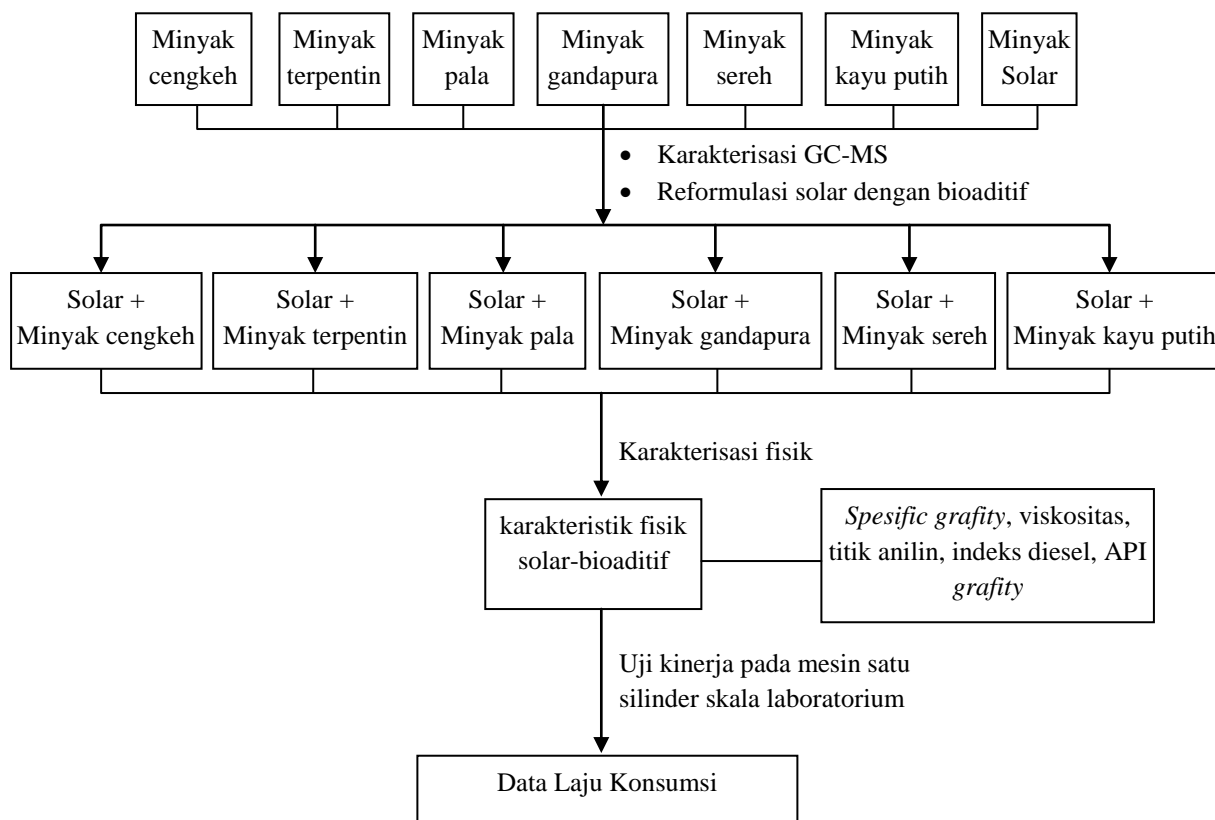 Minyak
cengkeh
Minyak
terpentin
Minyak
pala
Minyak
gandapura
Minyak
sereh
Minyak
kayu putih
Minyak
Solar
• Karakterisasi GC-MS
• Reformulasi solar dengan bioaditif
Solar +
Minyak cengkeh
Solar +
Minyak terpentin
Solar +
Minyak pala
Solar +
Minyak gandapura
Solar +
Minyak sereh
Solar +
Minyak kayu putih
Karakterisasi fisik
karakteristik fisik
solar-bioaditif
Spesific grafity, viskositas,
titik anilin, indeks diesel, API
grafity
Uji kinerja pada mesin satu
silinder skala laboratorium
Data Laju Konsumsi